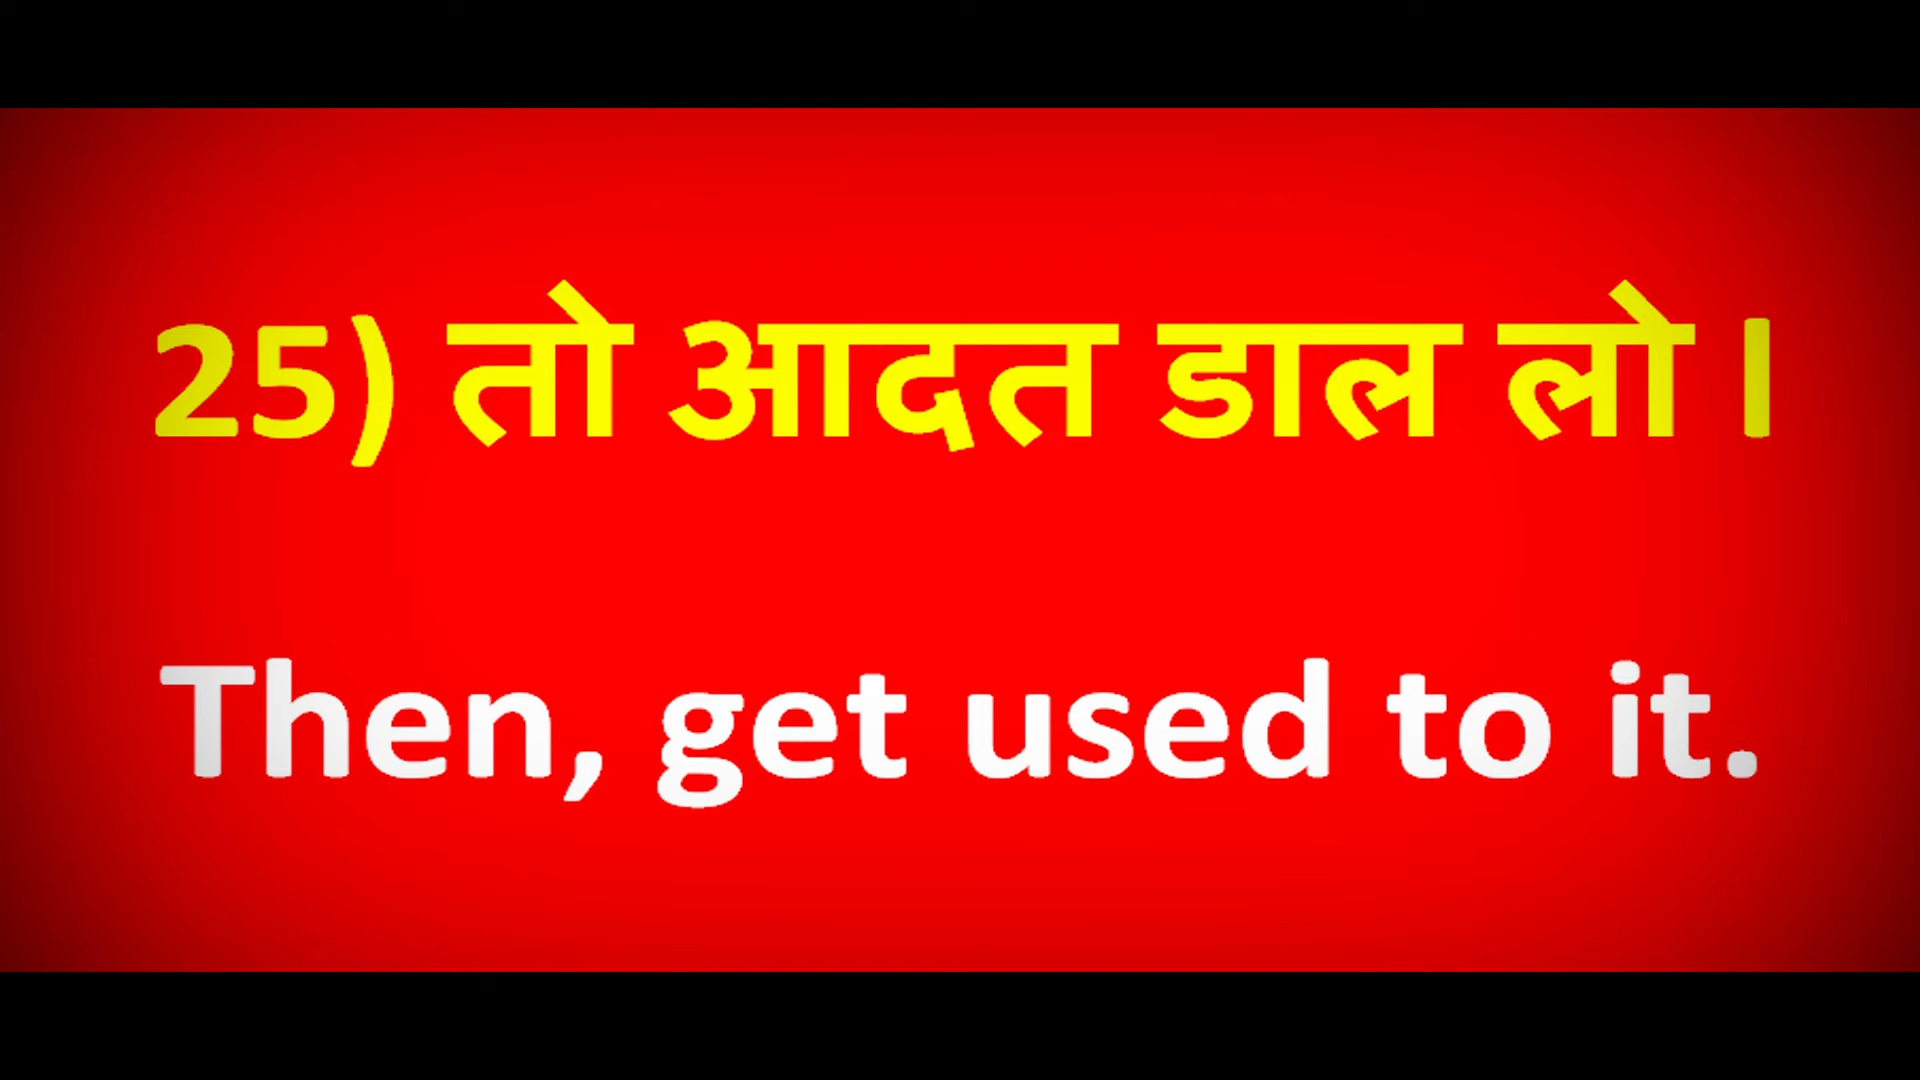 25) तो आदत डाल लो ।
Then, get used to it.